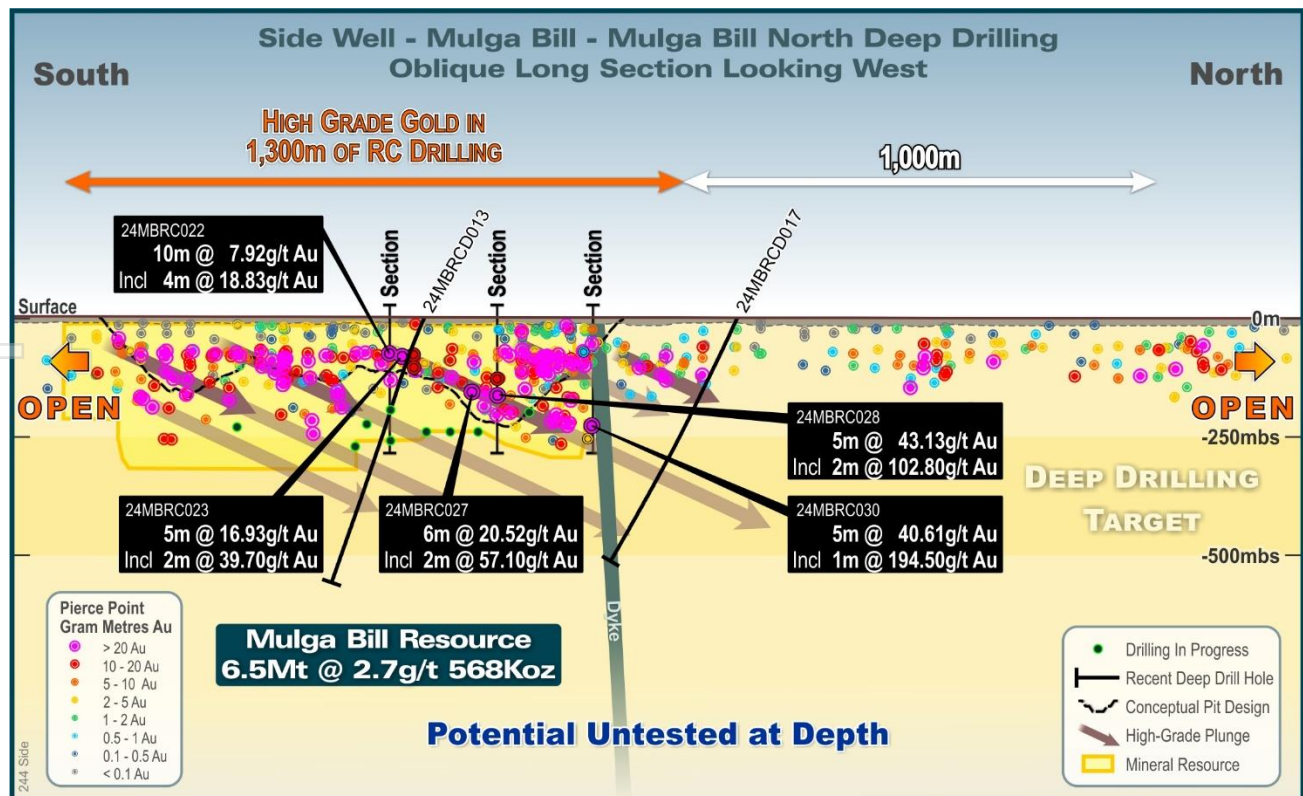 Side Well - Mulga Bill - Mulga Bill North Deep Drilling
Oblique Long Section Looking West
South
North
HIGH GRADE GOLD IN
1,300m OF RC DRILLING
1,000m
24MBRC022
10m @ 7.92g/t Au
Incl 4m @ 18.83g/t Au
Section
24MBRCD013
Section
Section
24MBRCD017
Surface
0m
OPEN
OPEN
-250mbs
24MBRC028
5m @ 43.13g/t Au
Incl 2m @ 102.80g/t Au
DEEP DRILLING
TARGET
24MBRC023
5m @ 16.93g/t Au
Incl 2m @ 39.70g/t Au
24MBRC027
6m @ 20.52g/t Au
Incl 2m @ 57.10g/t Au
24MBRC030
5m @ 40.61g/t Au
Incl 1m @ 194.50g/t Au
-500mbs
Dyke
Pierce Point
Gram Metres Au
> 20 Au
10 - 20 Au
5 - 10 Au
2 - 5 Au
1 - 2 Au
0.5 - 1 Au
0.1 - 0.5 Au
< 0.1 Au
Mulga Bill Resource
6.5Mt @ 2.7g/t 568Koz
Potential Untested at Depth
Drilling In Progress
Recent Deep Drill Hole
Conceptual Pit Design
High-Grade Plunge
Mineral Resource
244 Side